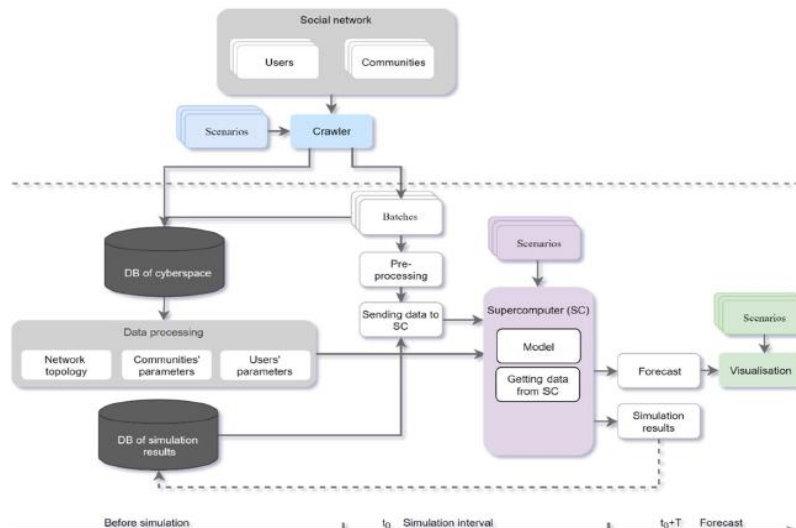 Social network
Users
Communities
Scenarios
Crawler
Batches
DB of cyberspace
Pre-
processing
Scenarios
Sending data to
SC
Supercomputer (SC)
Scenarios
Data processing
Network
topology
Communities'
parameters
Users'
parameters
Model
Getting data
from SC
Forecast
Visualisation
DB of simulation
results
Simulation
results
Before simulation
t0 Simulation interval
t0+T Forecast